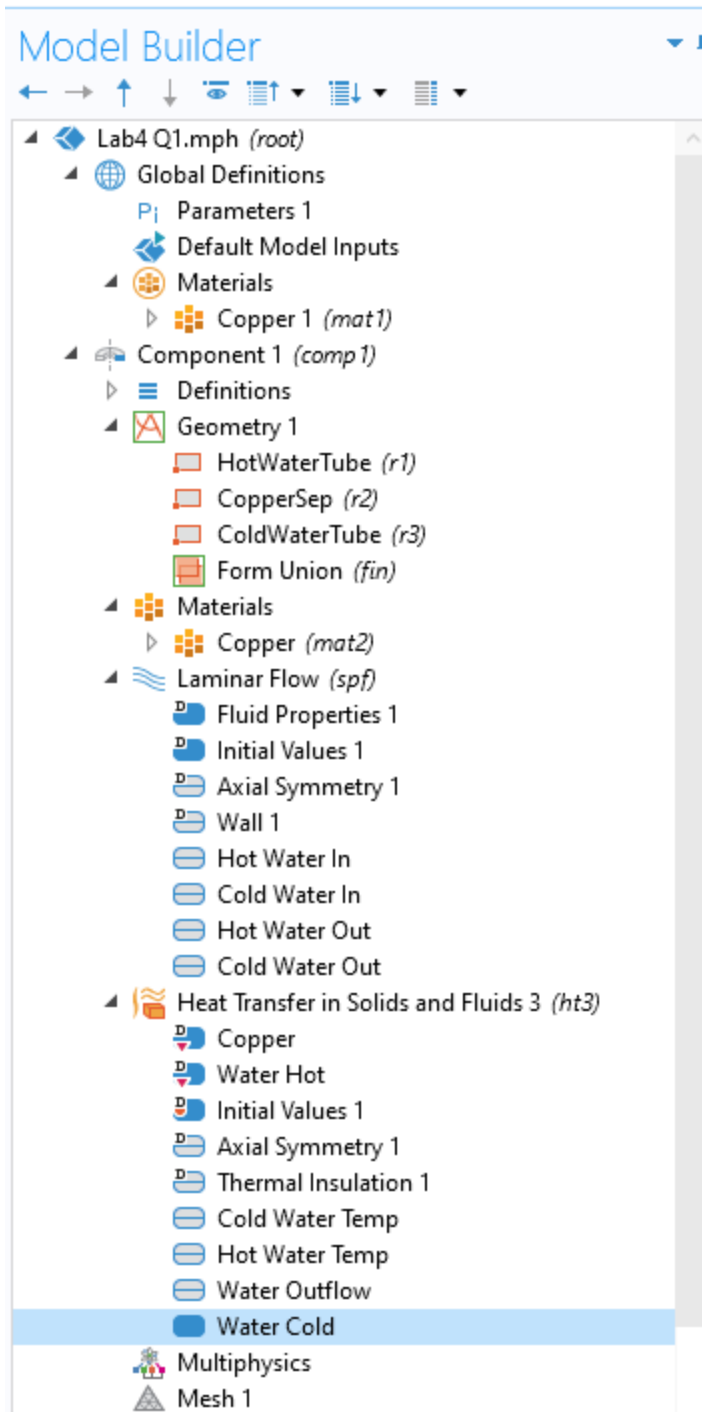 Model Builder
Lab4 Q1.mph (root)
Global Definitions
Pi Parameters 1
Default Model Inputs
Materials
Copper 1 (mat1)
Component 1 (comp1)
Definitions
Geometry 1
HotWaterTube (r1)
CopperSep (r2)
ColdWaterTube (r3)
Form Union (fin)
Materials
Copper (mat2)
Laminar Flow (spf)
D Fluid Properties 1
D Initial Values 1
D Axial Symmetry 1
D Wall 1
Hot Water In
Cold Water In
Hot Water Out
Cold Water Out
Heat Transfer in Solids and Fluids 3 (ht3)
D Copper
D Water Hot
D Initial Values 1
D Axial Symmetry 1
D Thermal Insulation 1
Cold Water Temp
Hot Water Temp
Water Outflow
Water Cold
Multiphysics
Mesh 1